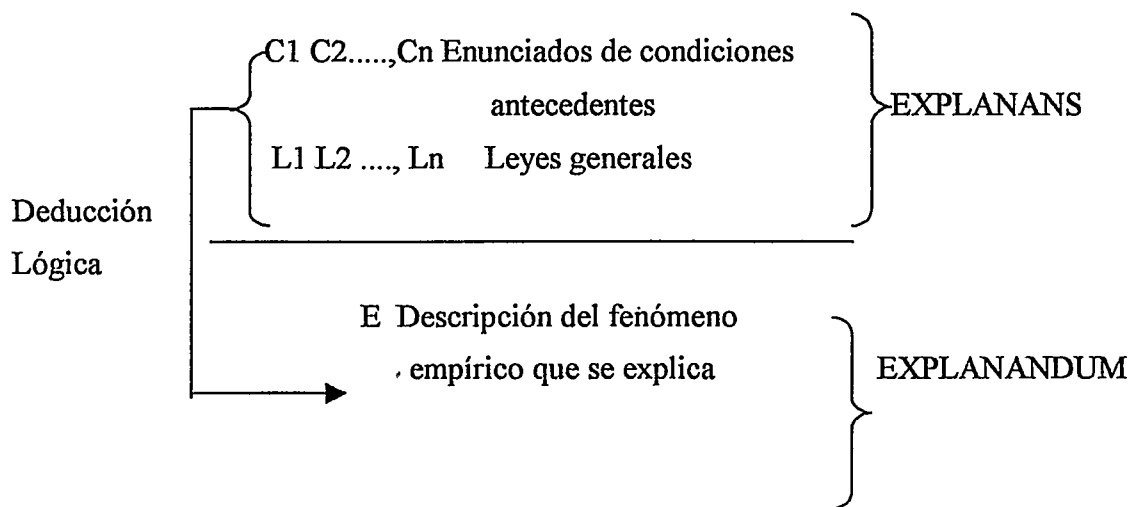 C1 C2....,Cn Enunciados de condiciones
antecedentes
EXPLANANS
L1 L2 ...., Ln Leyes generales
Deducción
Lógica
E Descripción del fenómeno
empírico que se explica
EXPLANANDUM